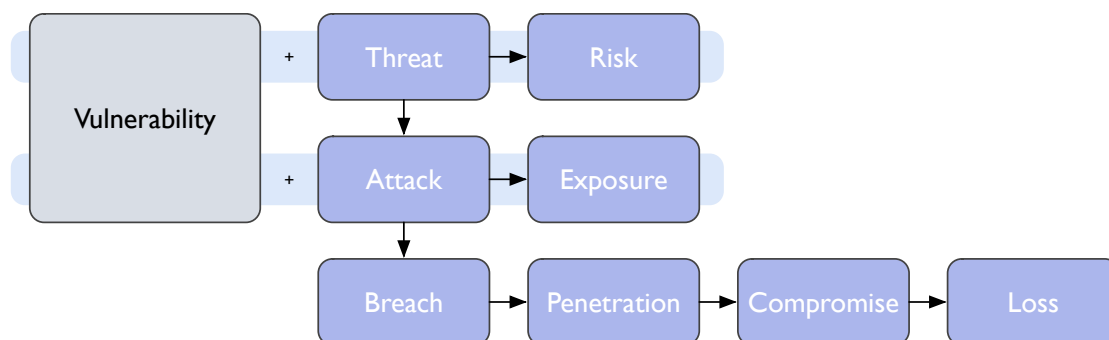 Vulnerability
+
Threat
Risk
+
Attack
Exposure
Breach
Penetration
Compromise
Loss